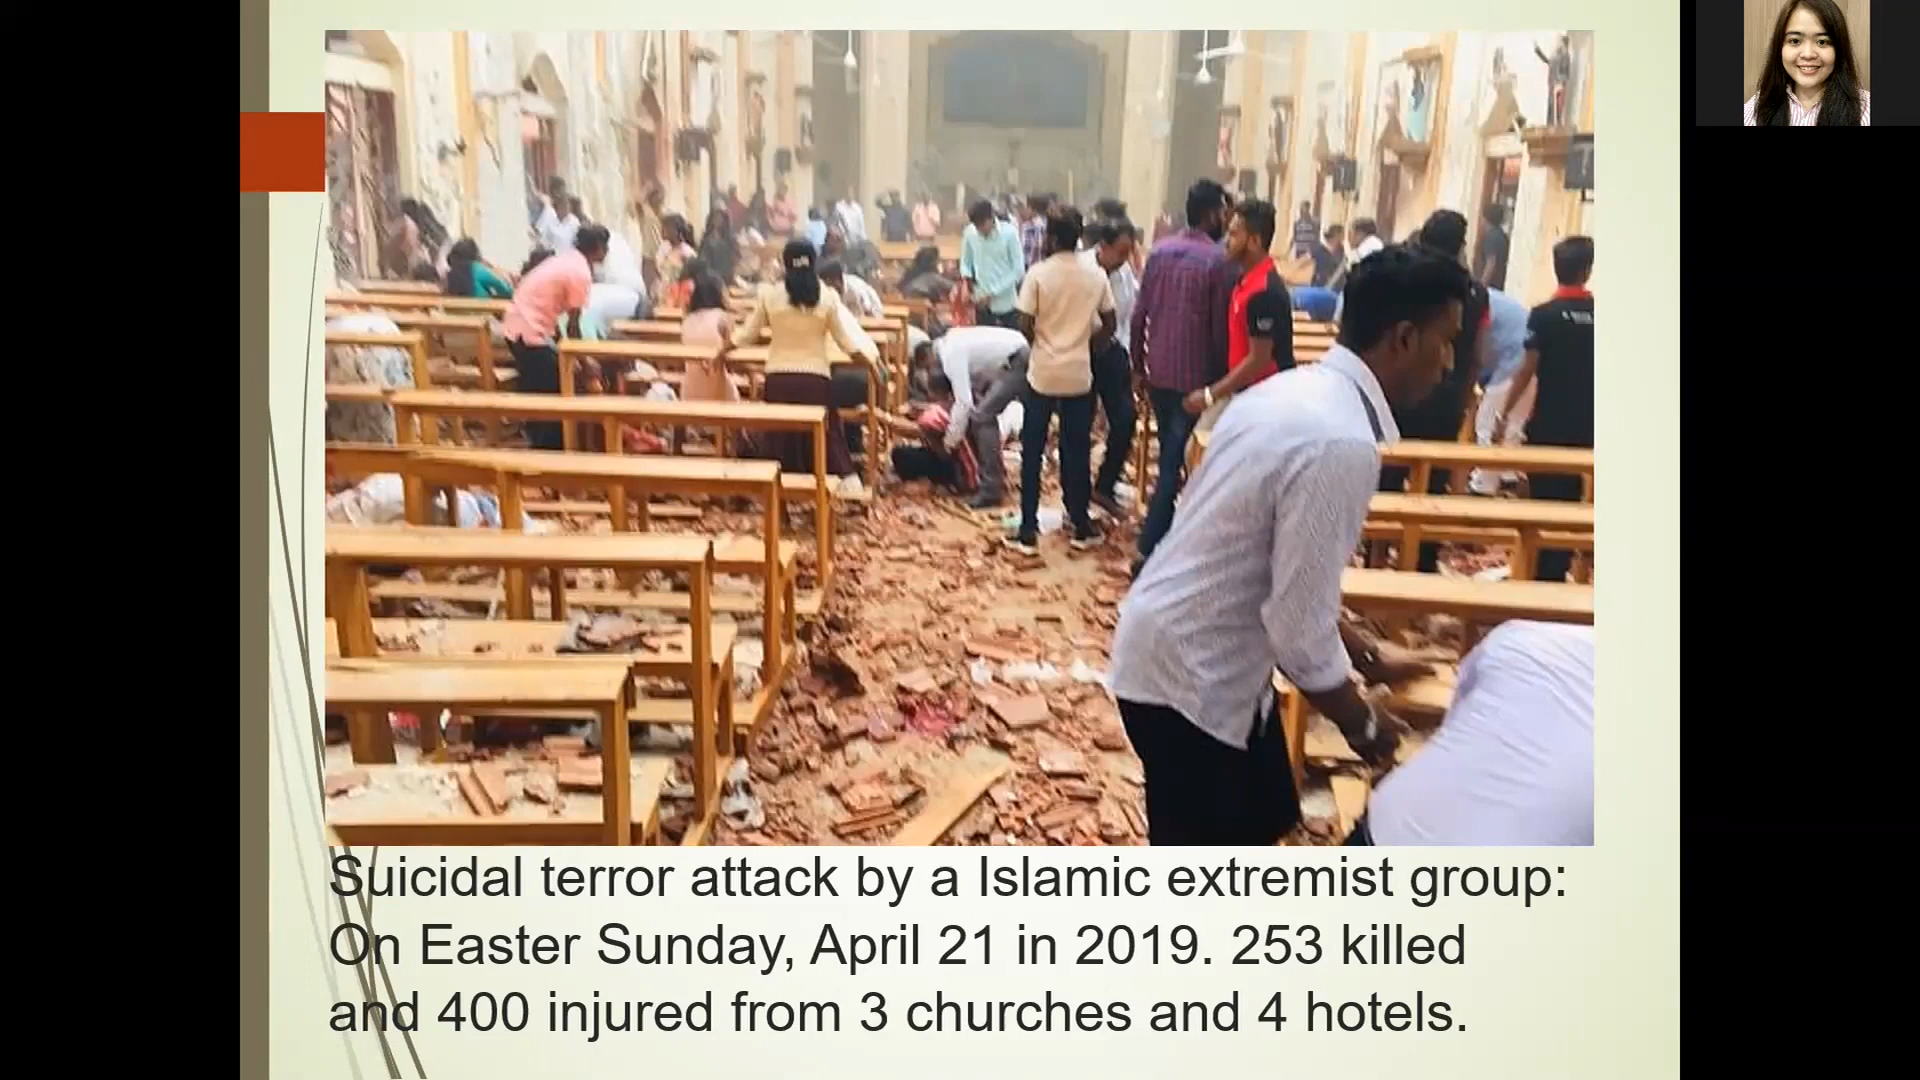 Suicidal terror attack by a Islamic extremist group:
On Easter Sunday, April 21 in 2019. 253 killed
and 400 injured from 3 churches and 4 hotels.